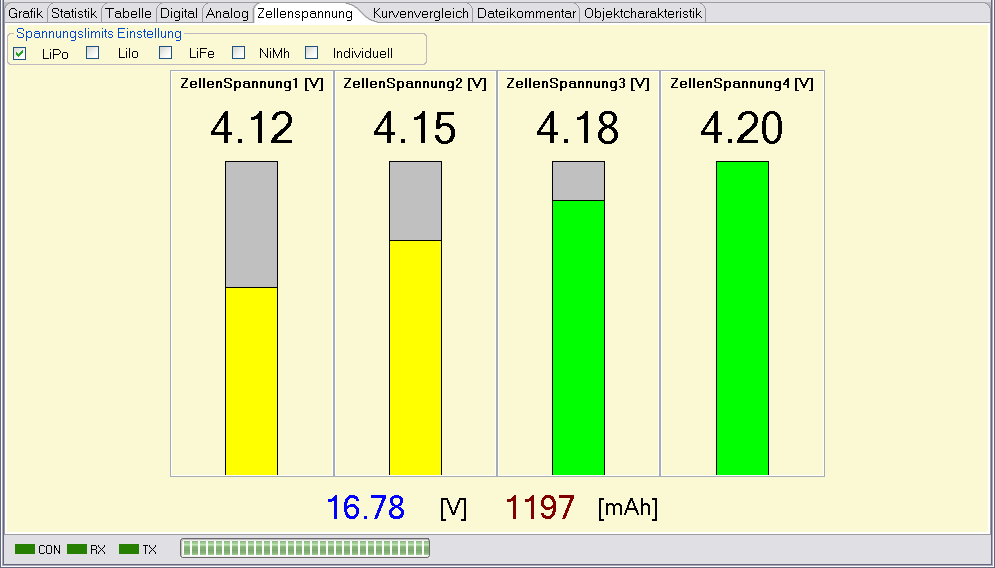 Grafik Statistik Tabelle Digital Analog Zellenspannung Kurvenvergleich Dateikommentar Objektcharakteristik
Spannungslimits Einstellung
LiPo LiIo LiFe NiMh Individuell
ZellenSpannung1 [V] ZellenSpannung2 [V] ZellenSpannung3 [V] ZellenSpannung4 [V]
4.12 4.15 4.18 4.20
16.78 [V] 1197 [mAh]
CON RX TX